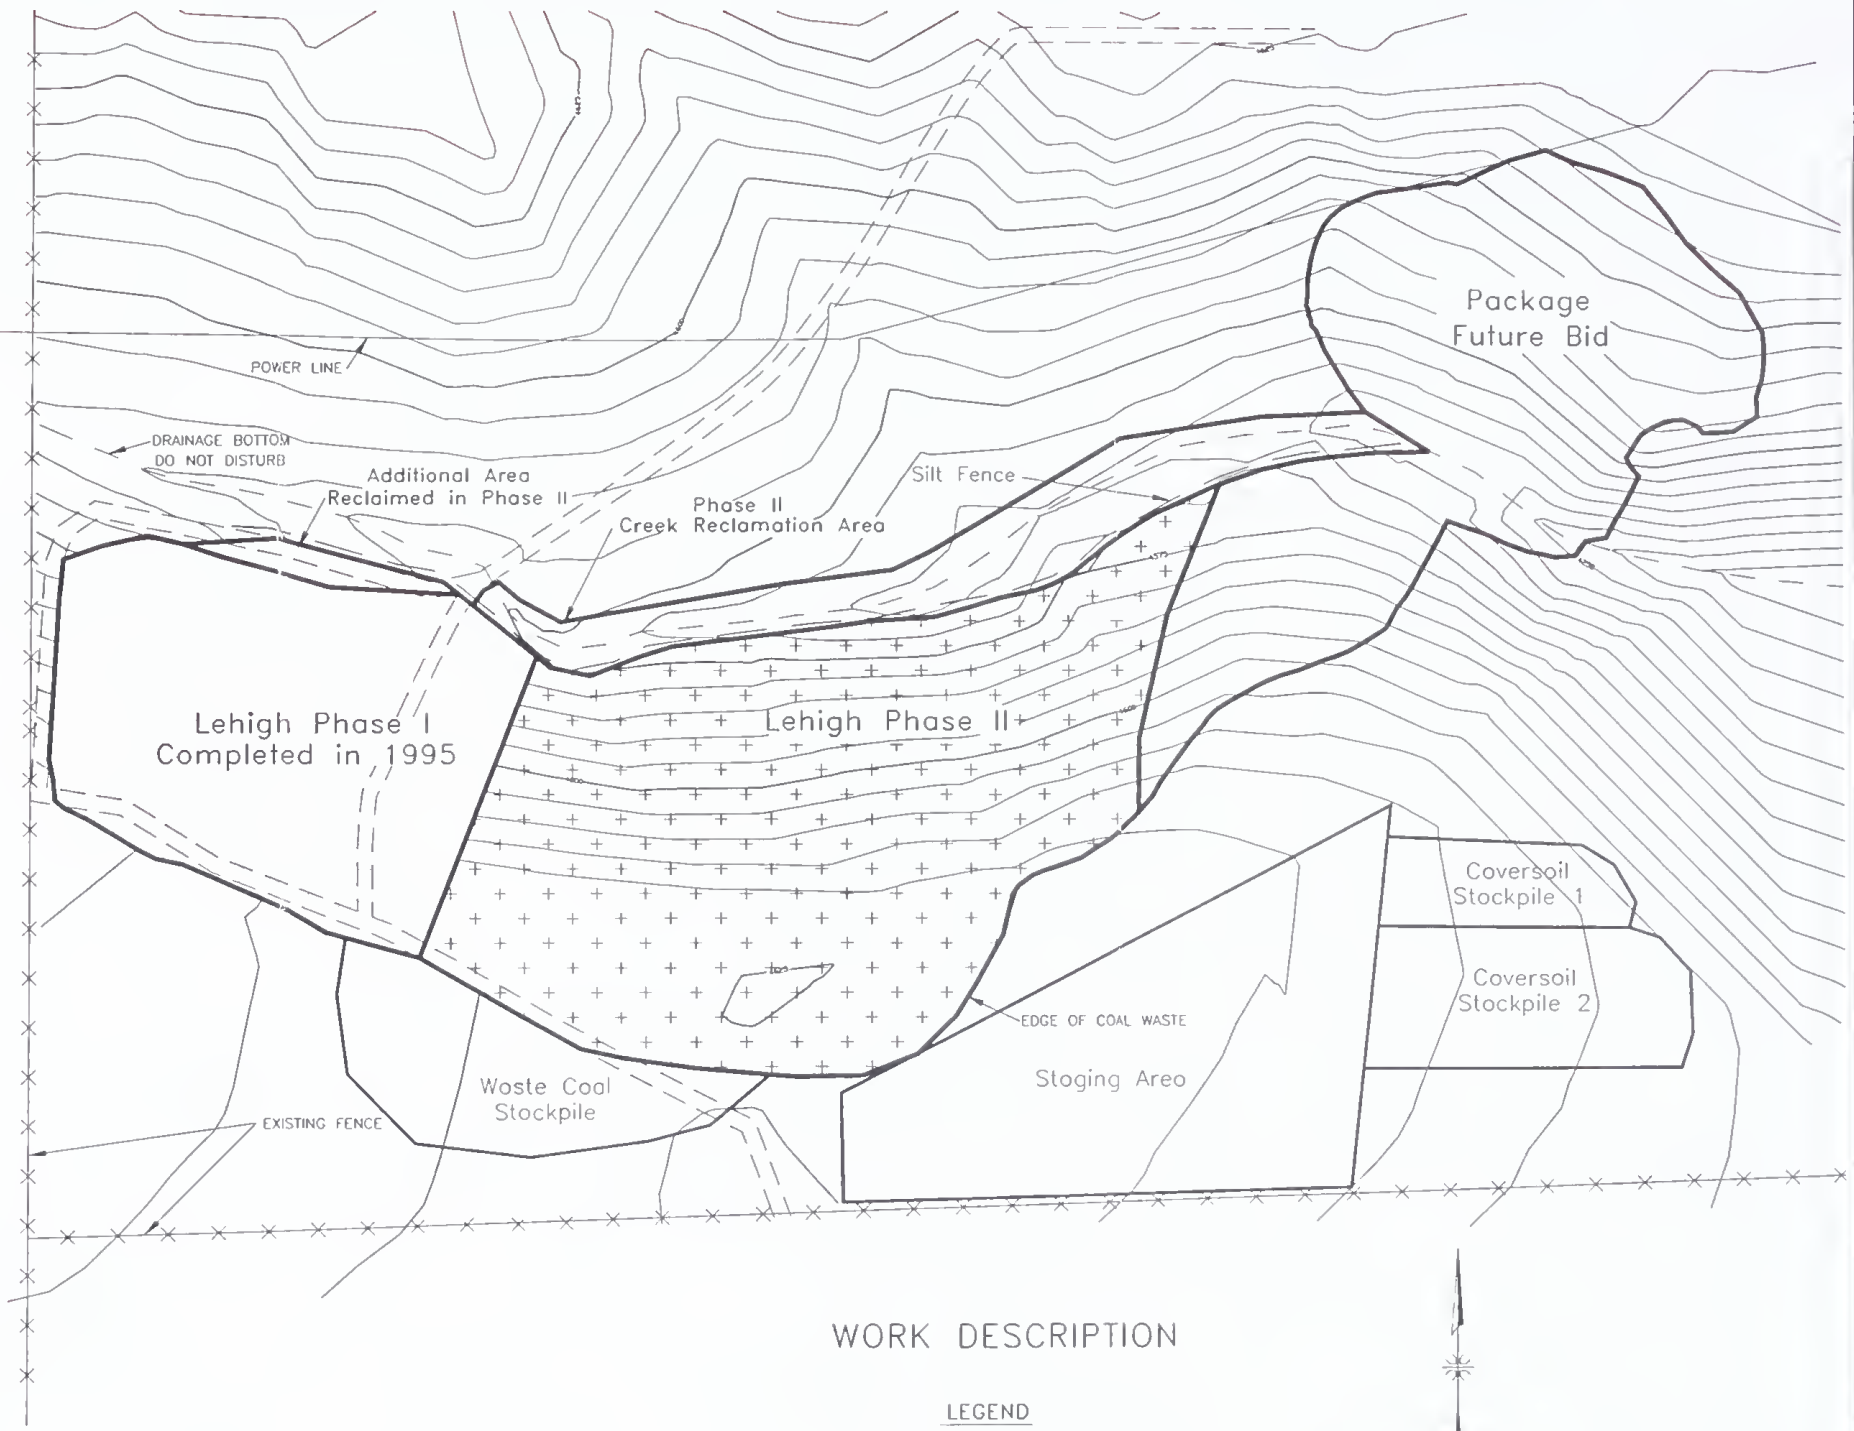 Package
Future Bid
POWER LINE
DRAINAGE BOTTOM
DO NOT DISTURB
Additional Area
Reclaimed in Phase II
Phase II
Creek Reclamation Area
Silt Fence
Lehigh Phase I
Completed in 1995
Lehigh Phase II
Coversoil
Stockpile 1
Coversoil
Stockpile 2
EDGE OF COAL WASTE
Stoging Areo
Woste Coal
Stockpile
EXISTING FENCE
WORK DESCRIPTION
LEGEND